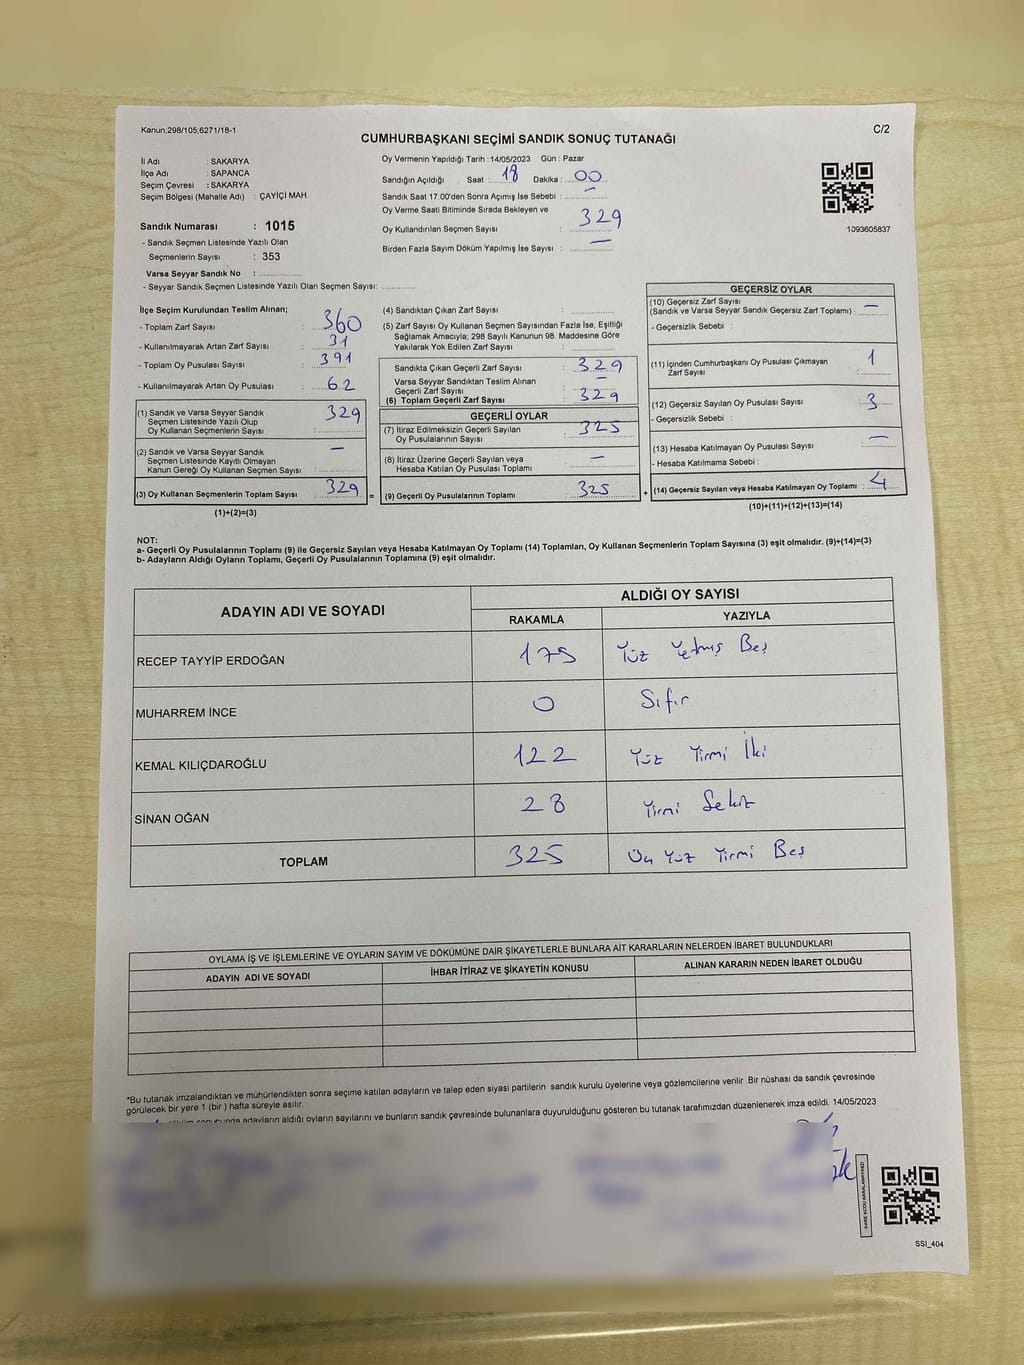 Kanun;298/105;6271/18-1
C/2
CUMHURBAŞKANI SEÇİMİ SANDIK SONUÇ TUTANAĞI
İl Adı : SAKARYA
İlçe Adı : SAPANCA
Seçim Çevresi : SAKARYA
Seçim Bölgesi (Mahalle Adı) : ÇAYİÇİ MAH.
Sandık Numarası : 1015
- Sandık Seçmen Listesinde Yazılı Olan
Seçmenlerin Sayısı : 353
Varsa Seyyar Sandık No :
- Seyyar Sandık Seçmen Listesinde Yazılı Olan Seçmen Sayısı:
Oy Vermenin Yapıldığı Tarih :14/05/2023 Gün : Pazar
Sandığın Açıldığı Saat : 18 Dakika : 00
Sandık Saat 17:00'den Sonra Açımış İse Sebebi : —
Oy Verme Saati Bitiminde Sırada Bekleyen ve
Oy Kullandırılan Seçmen Sayısı : 329
Birden Fazla Sayım Döküm Yapılmış İse Sayısı : —
1093605837
İlçe Seçim Kurulundan Teslim Alınan;
- Toplam Zarf Sayısı : 360
- Kullanılmayarak Artan Zarf Sayısı : 31
- Toplam Oy Pusulası Sayısı : 391
- Kullanılmayarak Artan Oy Pusulası : 62
(1) Sandık ve Varsa Seyyar Sandık
Seçmen Listesinde Yazılı Olup
Oy Kullanan Seçmenlerin Sayısı : 329
(2) Sandık ve Varsa Seyyar Sandık
Seçmen Listesinde Kayıtlı Olmayan
Kanun Gereği Oy Kullanan Seçmen Sayısı : —
(3) Oy Kullanan Seçmenlerin Toplam Sayısı : 329 =
(1)+(2)=(3)
(4) Sandıktan Çıkan Zarf Sayısı :
(5) Zarf Sayısı Oy Kullanan Seçmen Sayısından Fazla İse, Eşitliği
Sağlamak Amacıyla; 298 Sayılı Kanunun 98. Maddesine Göre
Yakılarak Yok Edilen Zarf Sayısı :
Sandıkta Çıkan Geçerli Zarf Sayısı : 329
Varsa Seyyar Sandıktan Teslim Alınan
Geçerli Zarf Sayısı : —
(6) Toplam Geçerli Zarf Sayısı : 329
GEÇERLİ OYLAR
(7) İtiraz Edilmeksizin Geçerli Sayılan
Oy Pusulalarının Sayısı : 325
(8) İtiraz Üzerine Geçerli Sayılan veya
Hesaba Katılan Oy Pusulası Toplamı : —
(9) Geçerli Oy Pusulalarının Toplamı : 325 +
GEÇERSİZ OYLAR
(10) Geçersiz Zarf Sayısı
(Sandık ve Varsa Seyyar Sandık Geçersiz Zarf Toplamı) : —
- Geçersizlik Sebebi :
(11) İçinden Cumhurbaşkanı Oy Pusulası Çıkmayan
Zarf Sayısı : 1
(12) Geçersiz Sayılan Oy Pusulası Sayısı : 3
- Geçersizlik Sebebi :
(13) Hesaba Katılmayan Oy Pusulası Sayısı : —
- Hesaba Katılmama Sebebi :
(14) Geçersiz Sayılan veya Hesaba Katılmayan Oy Toplamı : 4
(10)+(11)+(12)+(13)=(14)
NOT:
a- Geçerli Oy Pusulalarının Toplamı (9) ile Geçersiz Sayılan veya Hesaba Katılmayan Oy Toplamı (14) Toplamları, Oy Kullanan Seçmenlerin Toplam Sayısına (3) eşit olmalıdır. (9)+(14)=(3)
b- Adayların Aldığı Oyların Toplamı, Geçerli Oy Pusulalarının Toplamına (9) eşit olmalıdır.
ADAYIN ADI VE SOYADI
ALDIĞI OY SAYISI
RAKAMLA YAZIYLA
RECEP TAYYİP ERDOĞAN 175 Yüz Yetmiş Beş
MUHARREM İNCE 0 Sıfır
KEMAL KILIÇDAROĞLU 122 Yüz Yirmi İki
SİNAN OĞAN 28 Yirmi Sekiz
TOPLAM 325 Üç Yüz Yirmi Beş
OYLAMA İŞ VE İŞLEMLERİNE VE OYLARIN SAYIM VE DÖKÜMÜNE DAİR ŞİKAYETLERLE BUNLARA AİT KARARLARIN NELERDEN İBARET BULUNDUKLARI
ADAYIN ADI VE SOYADI İHBAR İTİRAZ VE ŞİKAYETİN KONUSU ALINAN KARARIN NEDEN İBARET OLDUĞU
*Bu tutanak imzalandıktan ve mühürlendikten sonra seçime katılan adayların ve talep eden siyasi partilerin sandık kurulu üyelerine veya gözlemcilerine verilir. Bir nüshası da sandık çevresinde
görülecek bir yere 1 (bir ) hafta süreyle asılır.
adayların aldığı oyların sayılarını ve bunların sandık çevresinde bulunanlara duyurulduğunu gösteren bu tutanak tarafımızdan düzenlenerek imza edildi. 14/05/2023
KARE KODU KARALAMAYINIZ!
SSI_404